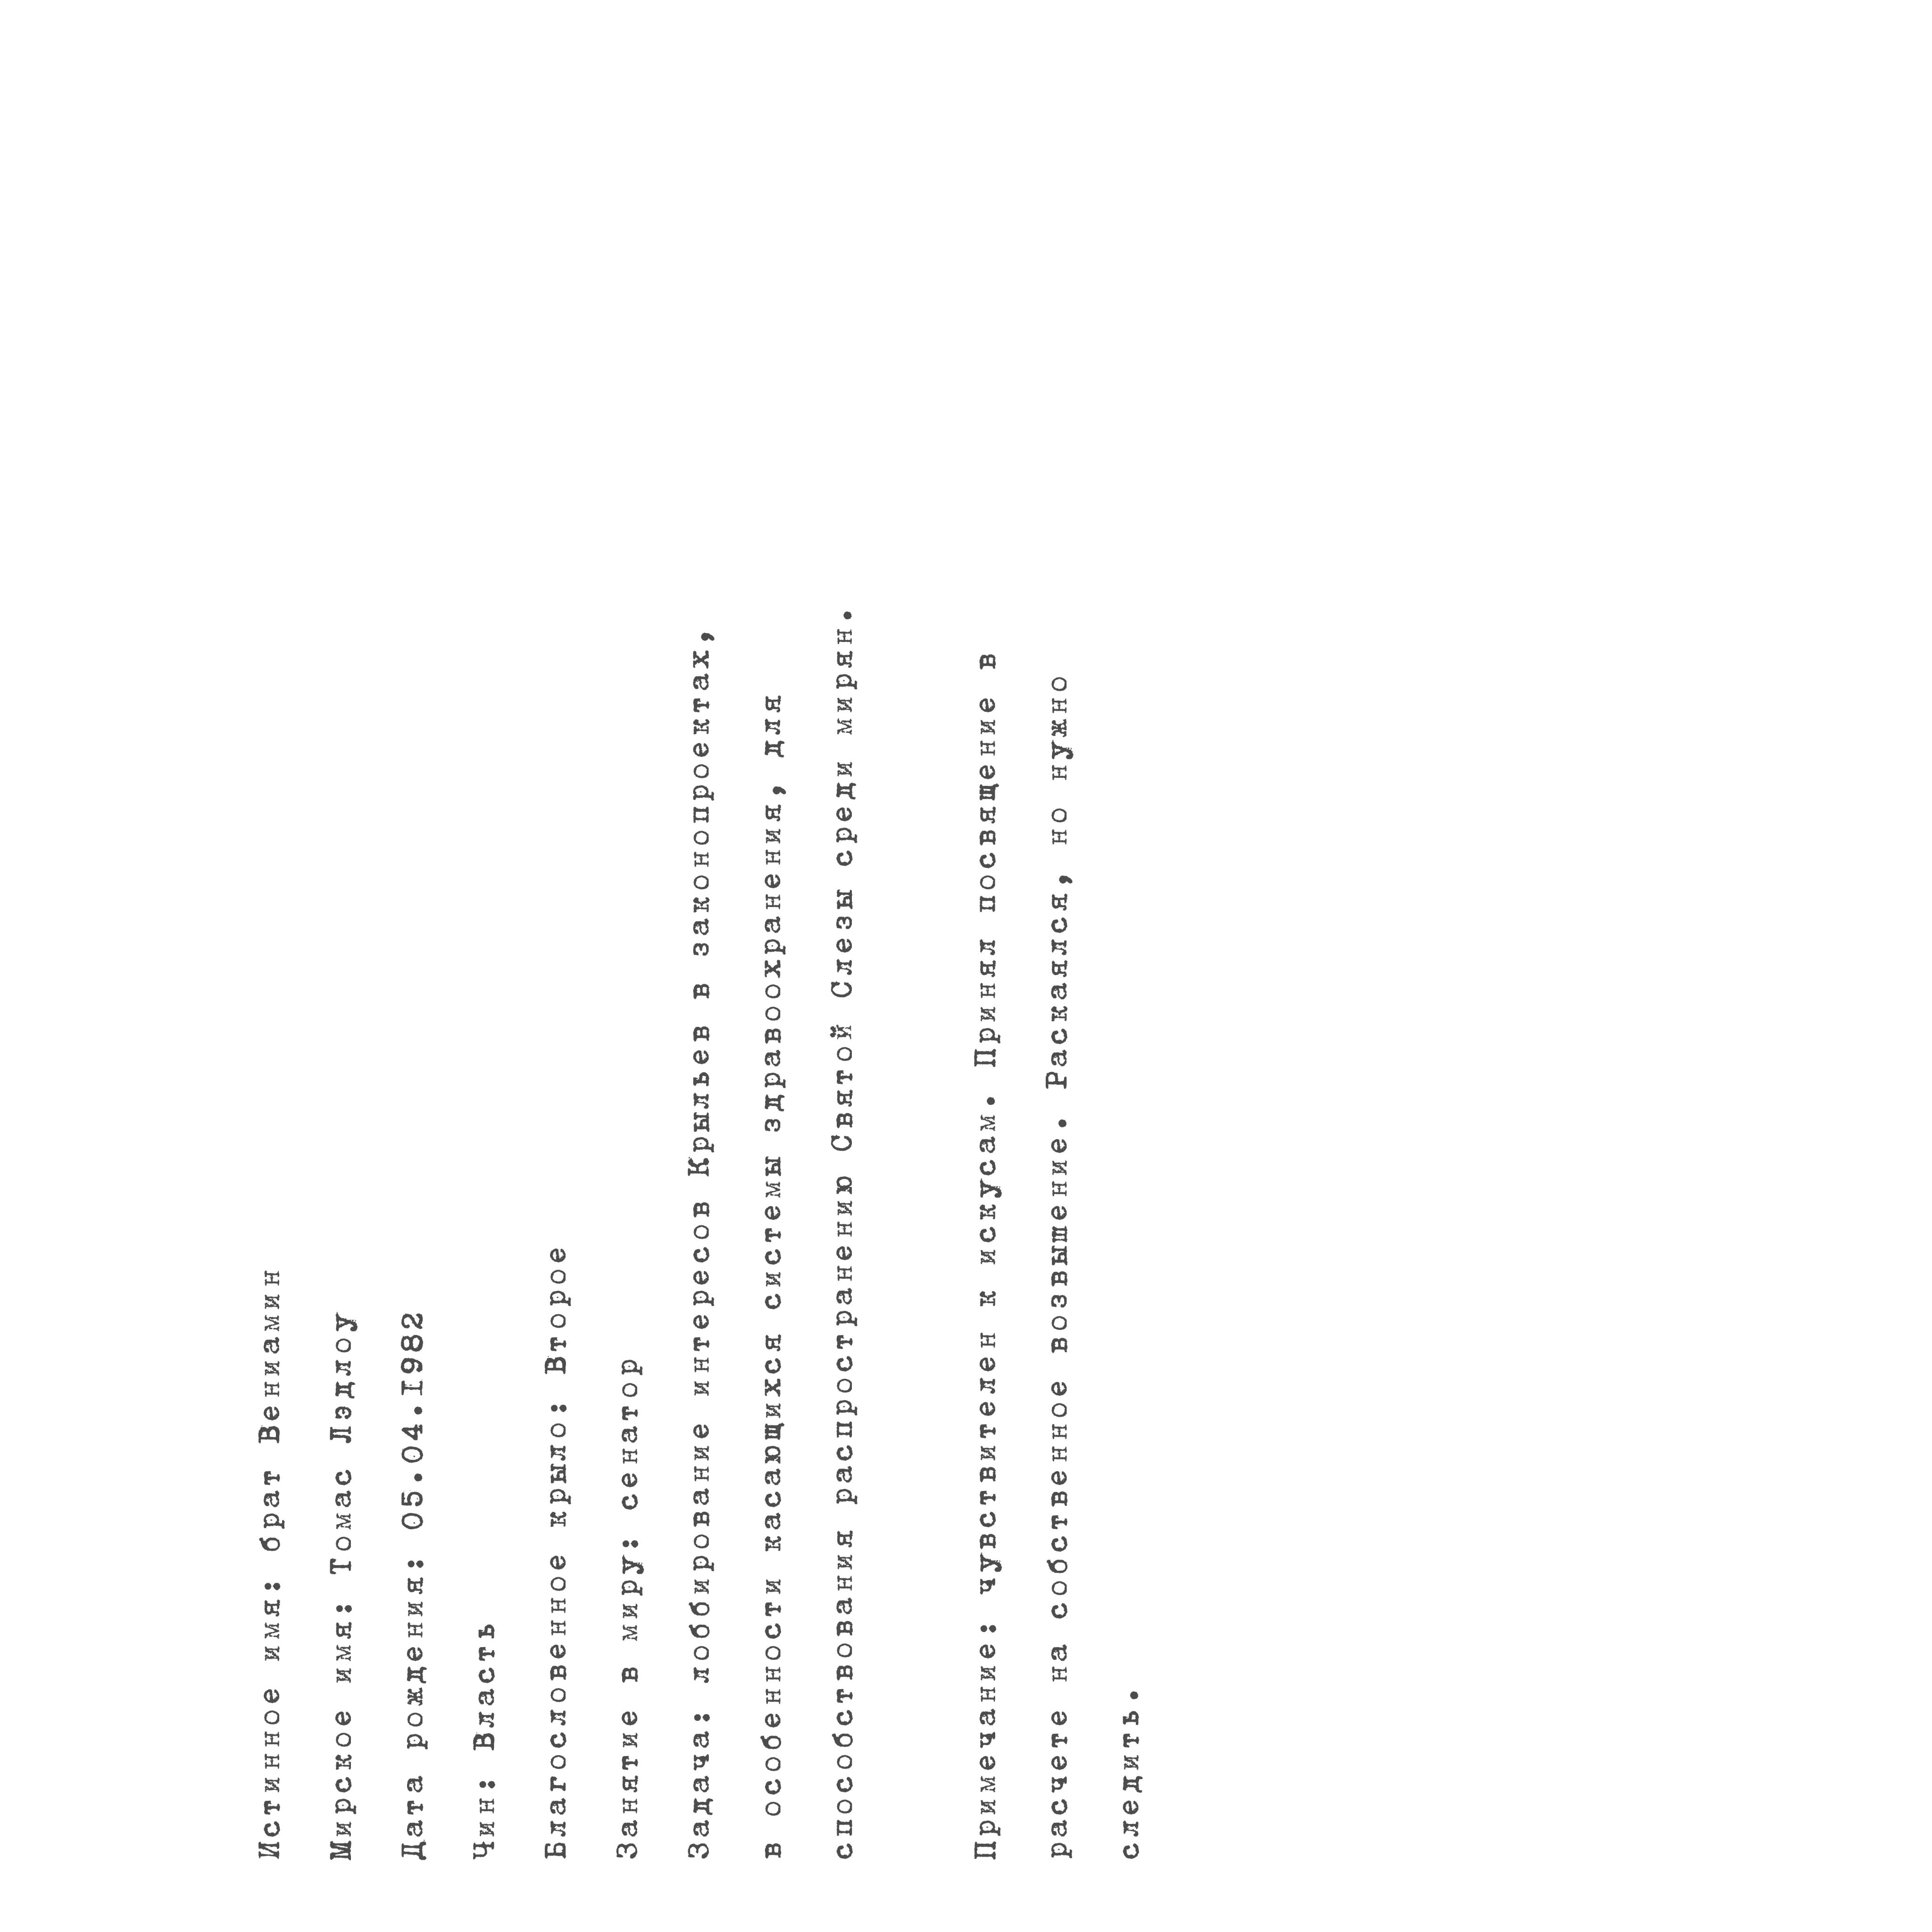 Истинное имя: брат Вениамин
Мирское имя: Томас Лэдлоу
Дата рождения: 05.04.1982
Чин: Власть
Благословенное крыло: Второе
Занятие в миру: сенатор
Задача: лоббирование интересов Крыльев в законопроектах,
в особенности касающихся системы здравоохранения, для
способствования распространению Святой Слезы среди мирян.
Примечание: чувствителен к искусам. Принял посвящение в
расчете на собственное возвышение. Раскаялся, но нужно
следить.